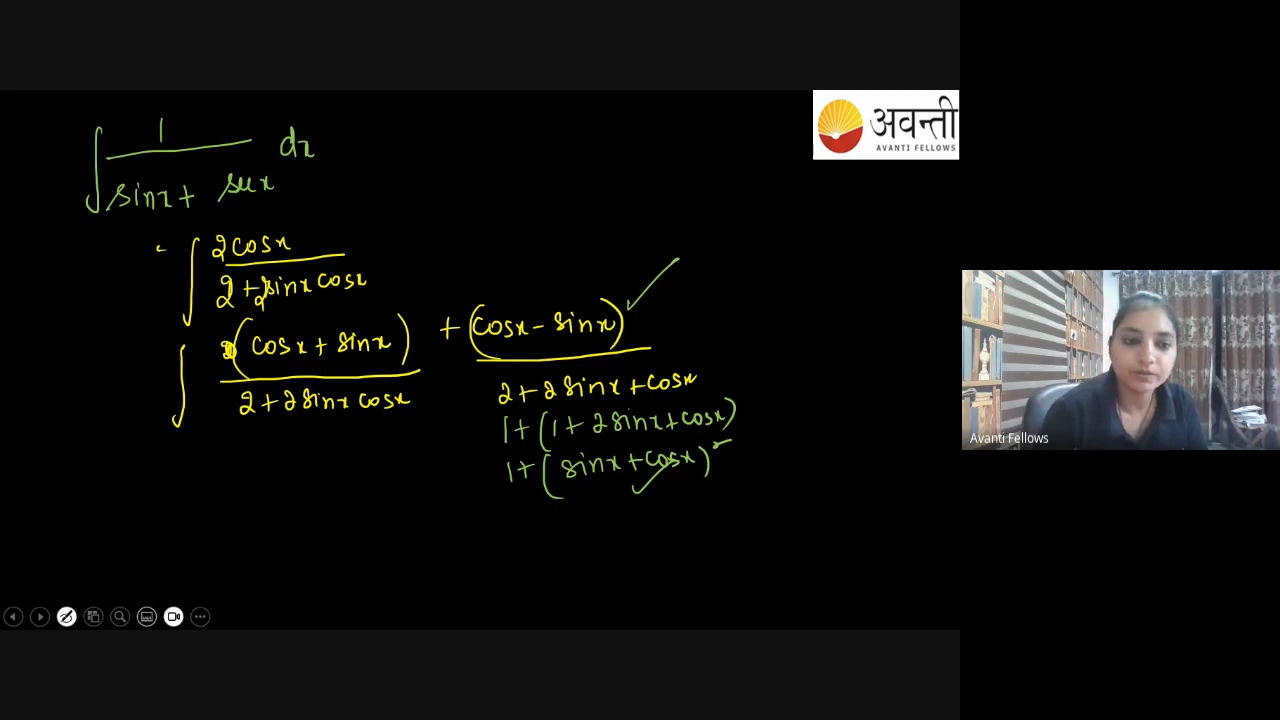 अवन्ती
AVANTI FELLOWS
∫ 1 / (sinx + secx) dx
∫ 2cosx / (2 + 2sinx cosx)
∫ (cosx + sinx) / (2 + 2sinx cosx) + (cosx - sinx) / (2 + 2sinx + cosx)
1 + (1 + 2sinx + cosx)
1 + (sinx + cosx)²
Avanti Fellows